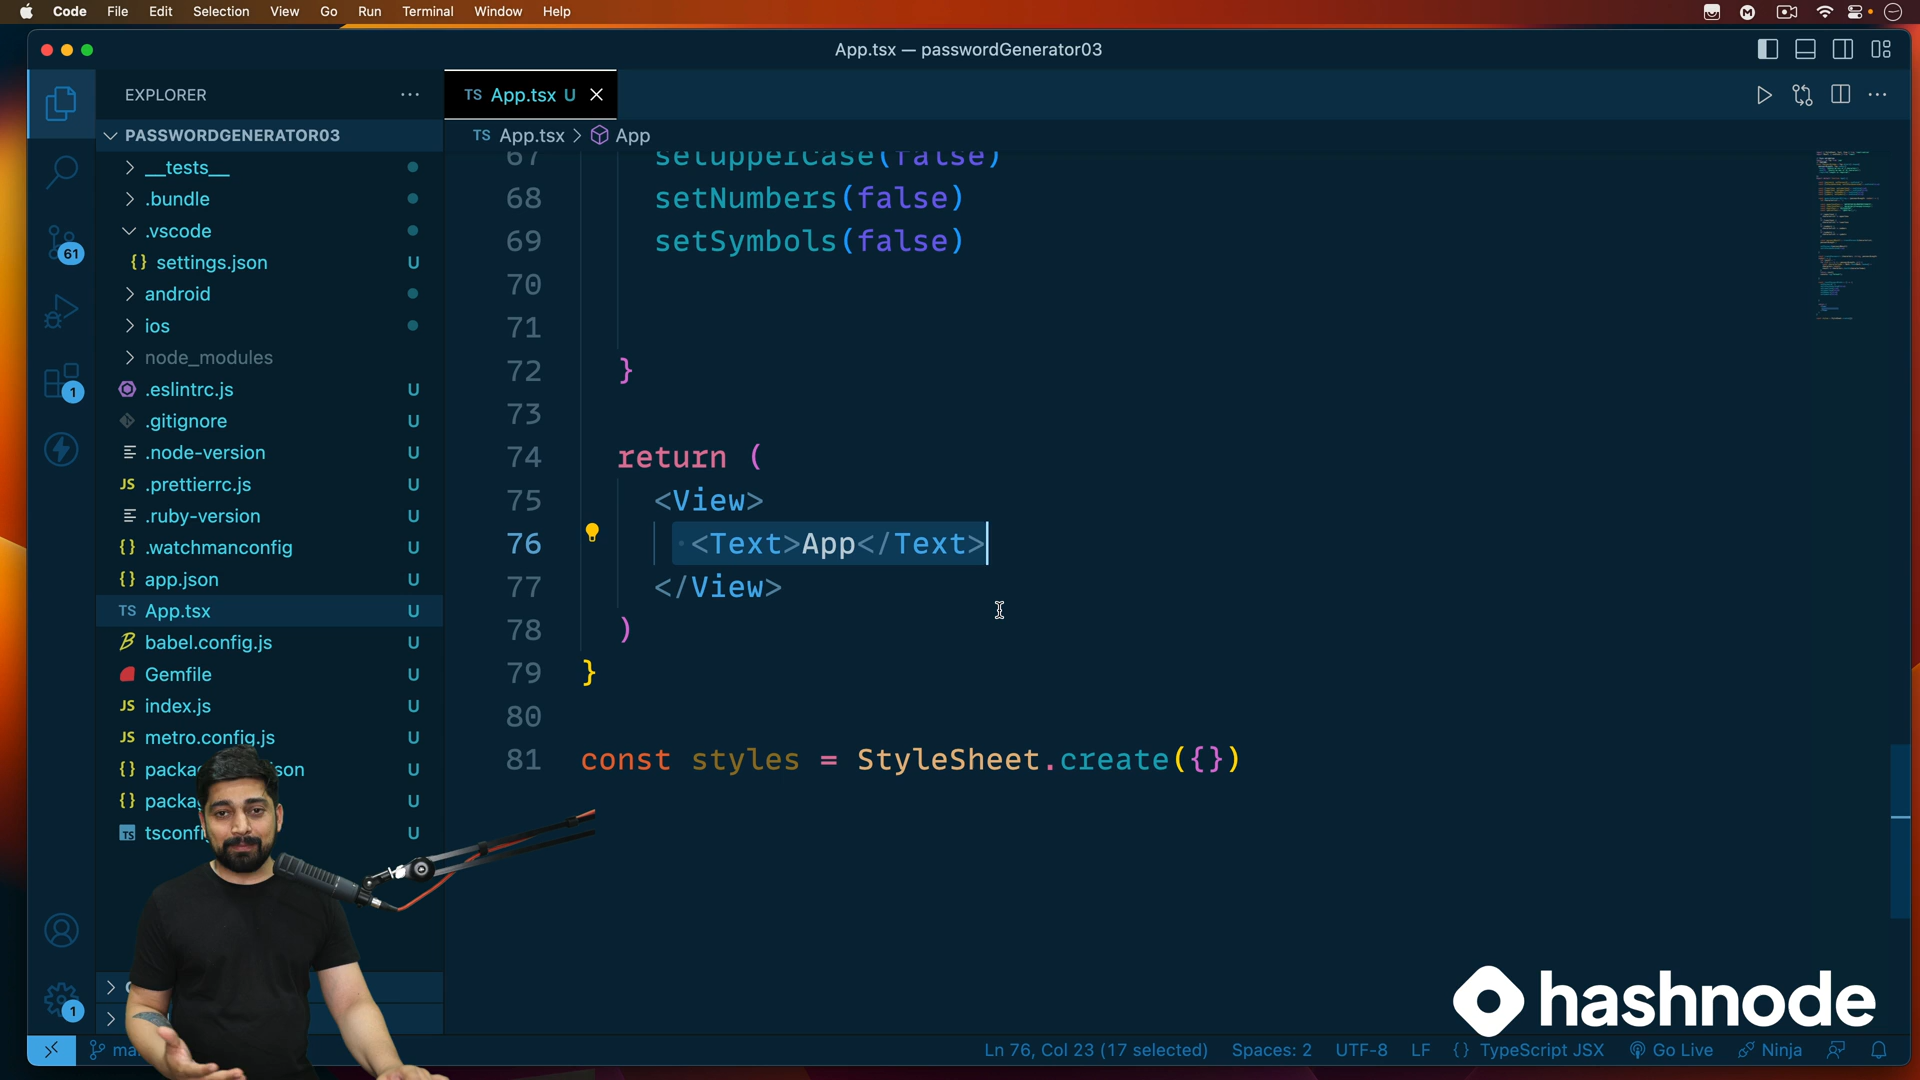 Code File Edit Selection View Go Run Terminal Window Help
App.tsx — passwordGenerator03
EXPLORER
TS App.tsx U
PASSWORDGENERATOR03
TS App.tsx > App
__tests__
.bundle
.vscode
{} settings.json U
android
ios
node_modules
.eslintrc.js U
.gitignore U
.node-version U
JS .prettierrc.js U
.ruby-version U
{} .watchmanconfig U
{} app.json U
TS App.tsx U
babel.config.js U
Gemfile U
JS index.js U
JS metro.config.js U
U
U
U
61
1
1
67 setUpperCase(false)
68 setNumbers(false)
69 setSymbols(false)
70
71
72 }
73
74 return (
75 <View>
76 <Text>App</Text>
77 </View>
78 )
79 }
80
81 const styles = StyleSheet.create({})
hashnode
Ln 76, Col 23 (17 selected) Spaces: 2 UTF-8 LF {} TypeScript JSX Go Live Ninja